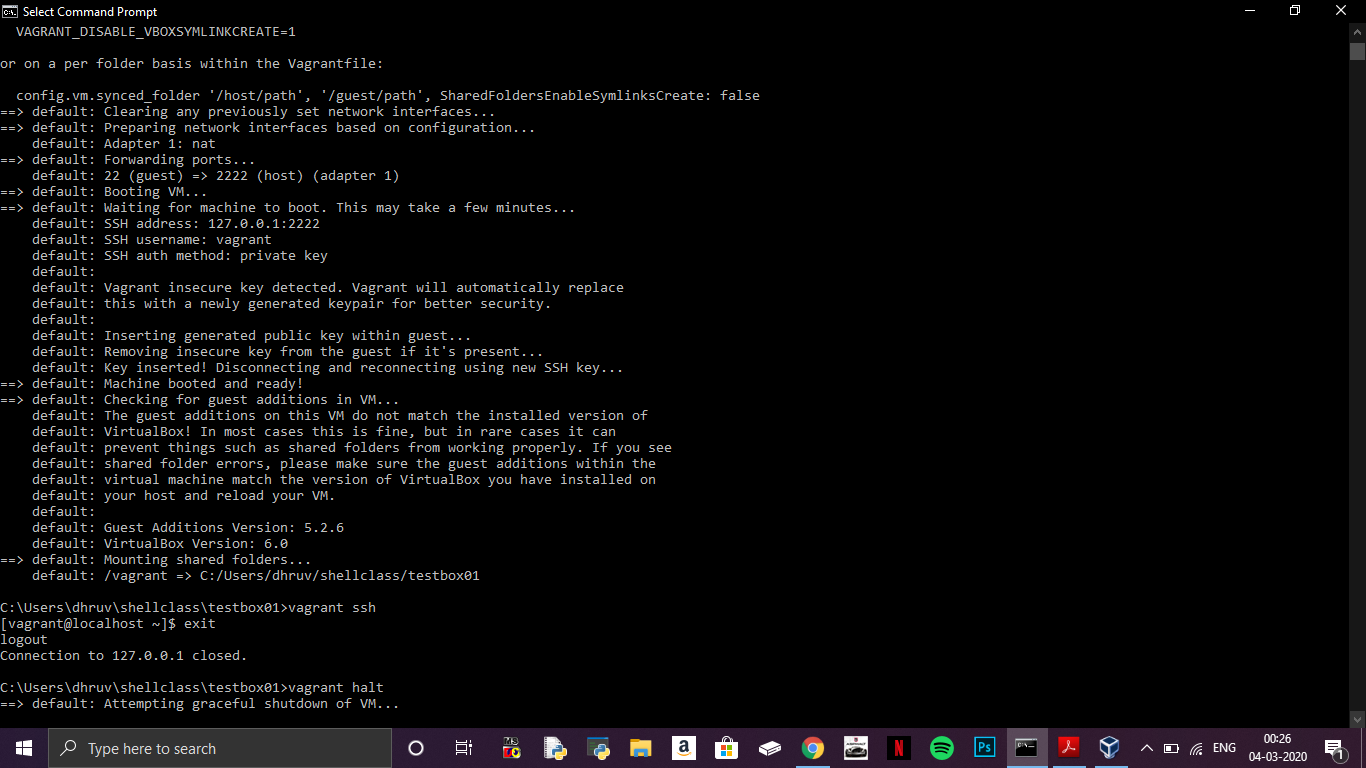 Select Command Prompt
VAGRANT_DISABLE_VBOXSYMLINKCREATE=1
or on a per folder basis within the Vagrantfile:
config.vm.synced_folder '/host/path', '/guest/path', SharedFoldersEnableSymlinksCreate: false
==> default: Clearing any previously set network interfaces...
==> default: Preparing network interfaces based on configuration...
default: Adapter 1: nat
==> default: Forwarding ports...
default: 22 (guest) => 2222 (host) (adapter 1)
==> default: Booting VM...
==> default: Waiting for machine to boot. This may take a few minutes...
default: SSH address: 127.0.0.1:2222
default: SSH username: vagrant
default: SSH auth method: private key
default:
default: Vagrant insecure key detected. Vagrant will automatically replace
default: this with a newly generated keypair for better security.
default:
default: Inserting generated public key within guest...
default: Removing insecure key from the guest if it's present...
default: Key inserted! Disconnecting and reconnecting using new SSH key...
==> default: Machine booted and ready!
==> default: Checking for guest additions in VM...
default: The guest additions on this VM do not match the installed version of
default: VirtualBox! In most cases this is fine, but in rare cases it can
default: prevent things such as shared folders from working properly. If you see
default: shared folder errors, please make sure the guest additions within the
default: virtual machine match the version of VirtualBox you have installed on
default: your host and reload your VM.
default:
default: Guest Additions Version: 5.2.6
default: VirtualBox Version: 6.0
==> default: Mounting shared folders...
default: /vagrant => C:/Users/dhruv/shellclass/testbox01
C:\Users\dhruv\shellclass\testbox01>vagrant ssh
[vagrant@localhost ~]$ exit
logout
Connection to 127.0.0.1 closed.
C:\Users\dhruv\shellclass\testbox01>vagrant halt
==> default: Attempting graceful shutdown of VM...
Type here to search
Ps
ENG
00:26
04-03-2020
1